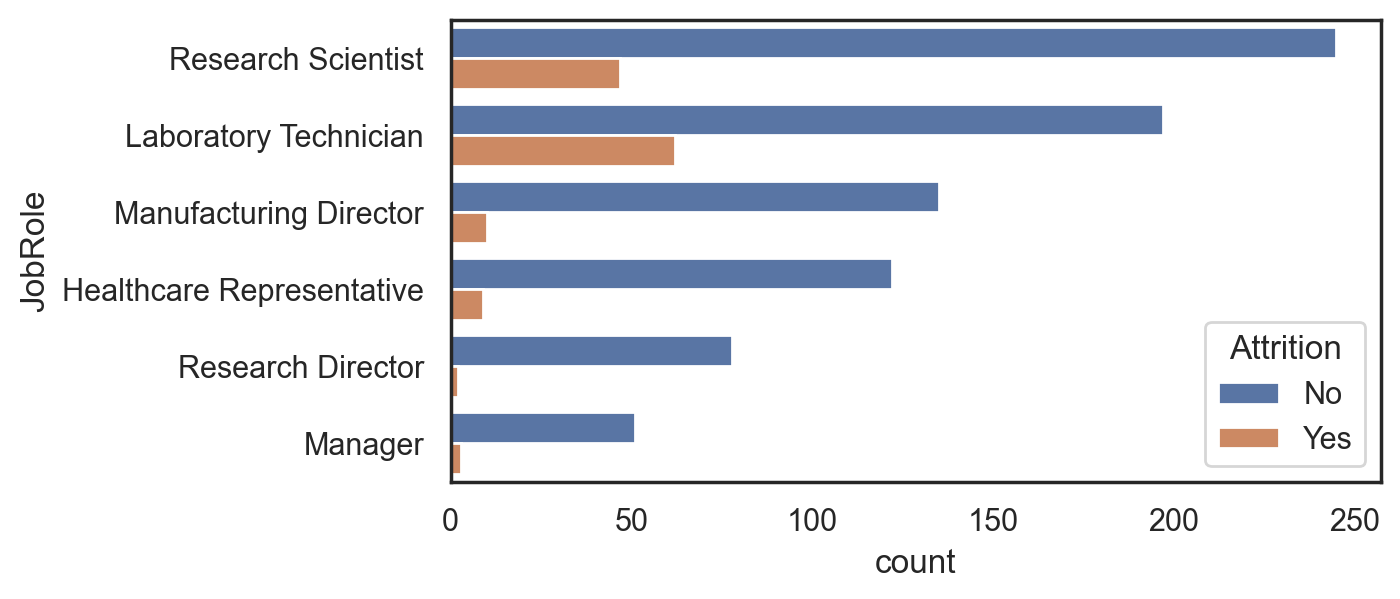 JobRole
Research Scientist
Laboratory Technician
Manufacturing Director
Healthcare Representative
Research Director
Manager
Attrition
No
Yes
0 50 100 150 200 250
count